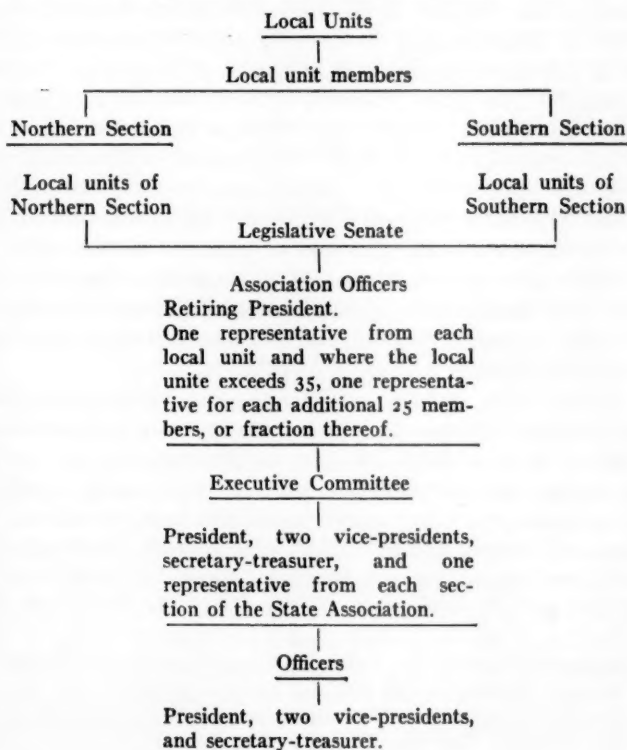 Local Units
Local unit members
Northern Section Southern Section
Local units of Local units of
Northern Section Southern Section
Legislative Senate
Association Officers
Retiring President.
One representative from each
local unit and where the local
unite exceeds 35, one representa-
tive for each additional 25 mem-
bers, or fraction thereof.
Executive Committee
President, two vice-presidents,
secretary-treasurer, and one
representative from each sec-
tion of the State Association.
Officers
President, two vice-presidents,
and secretary-treasurer.